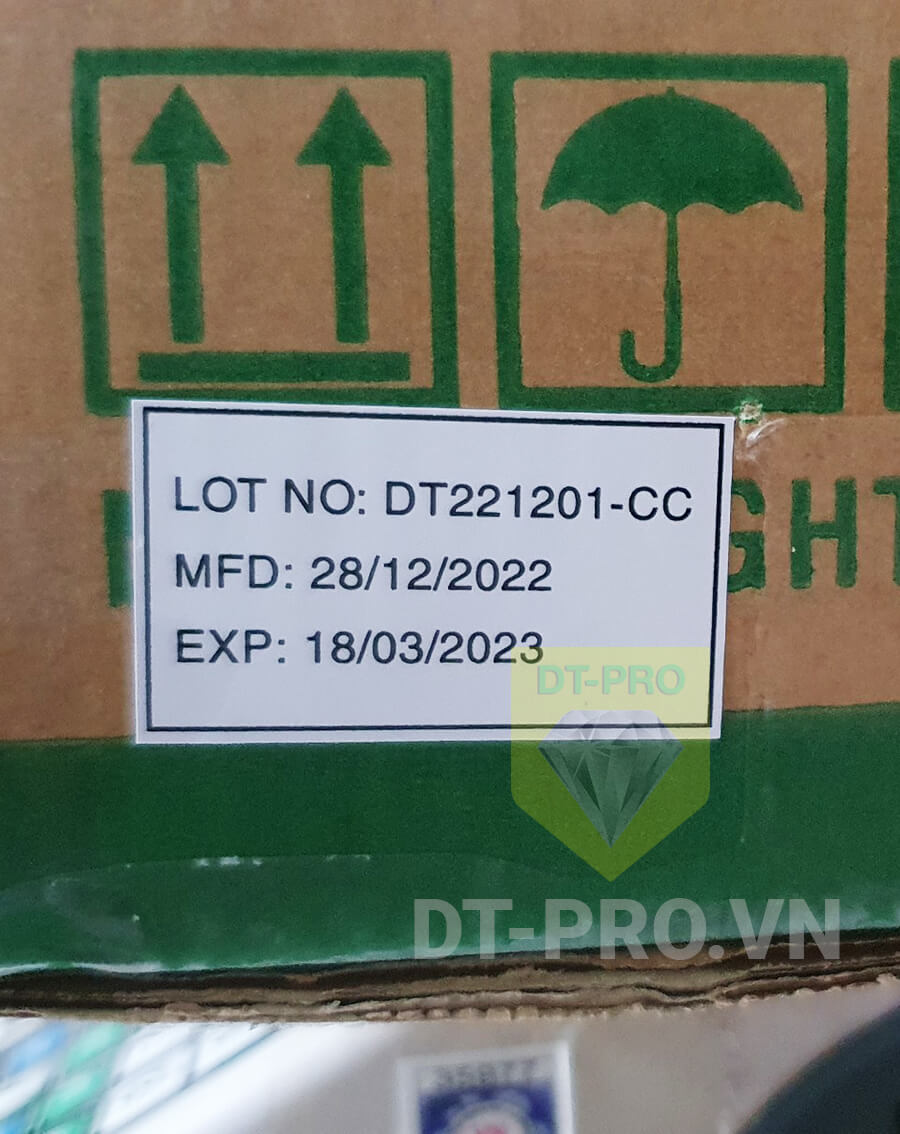 LOT NO: DT221201-CC
MFD: 28/12/2022
EXP: 18/03/2023
DT-PRO
DT-PRO.VN